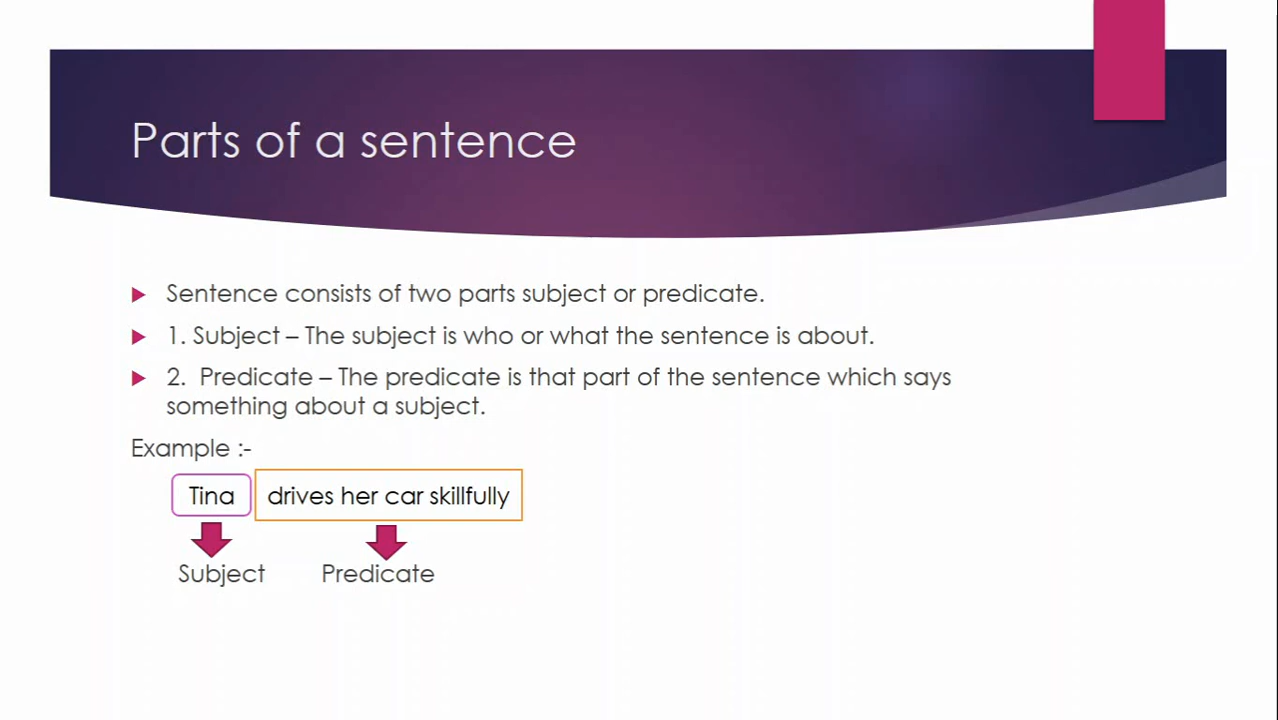 Parts of a sentence
Sentence consists of two parts subject or predicate.
1. Subject – The subject is who or what the sentence is about.
2. Predicate – The predicate is that part of the sentence which says
something about a subject.
Example :-
Tina drives her car skillfully
Subject Predicate